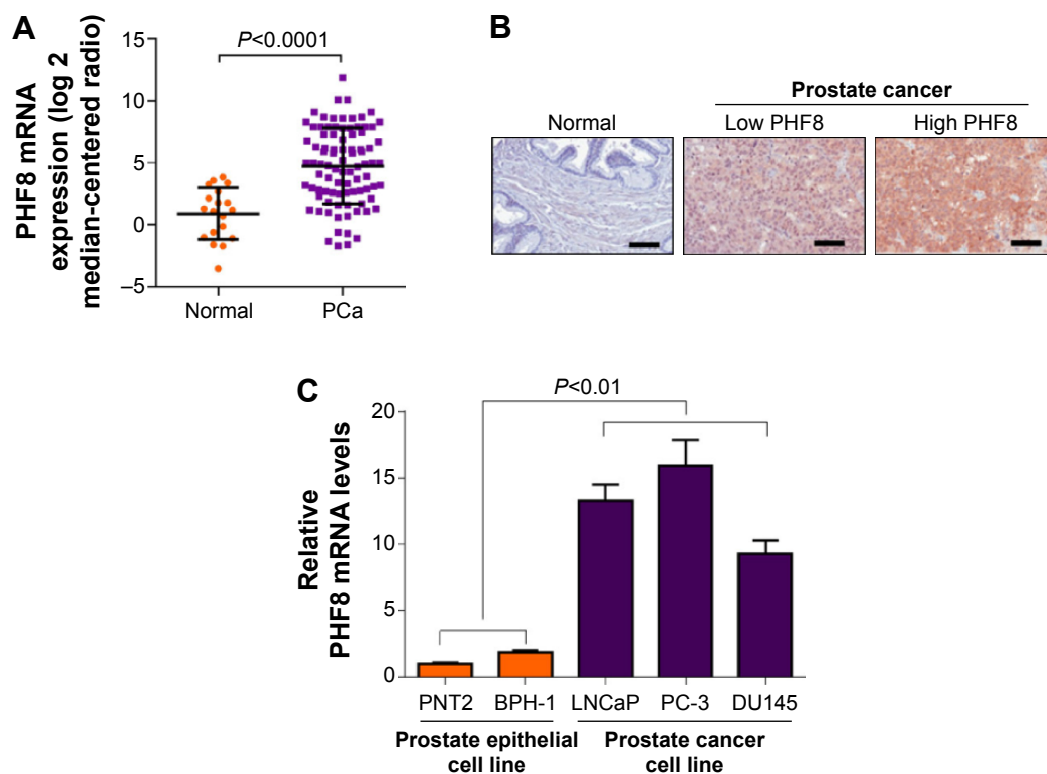 A
PHF8 mRNA
expression (log 2
median-centered radio)
P<0.0001
15
10
5
0
–5
Normal
PCa
B
Prostate cancer
Normal
Low PHF8
High PHF8
C
Relative
PHF8 mRNA levels
P<0.01
20
15
10
5
0
PNT2
BPH-1
LNCaP
PC-3
DU145
Prostate epithelial
cell line
Prostate cancer
cell line